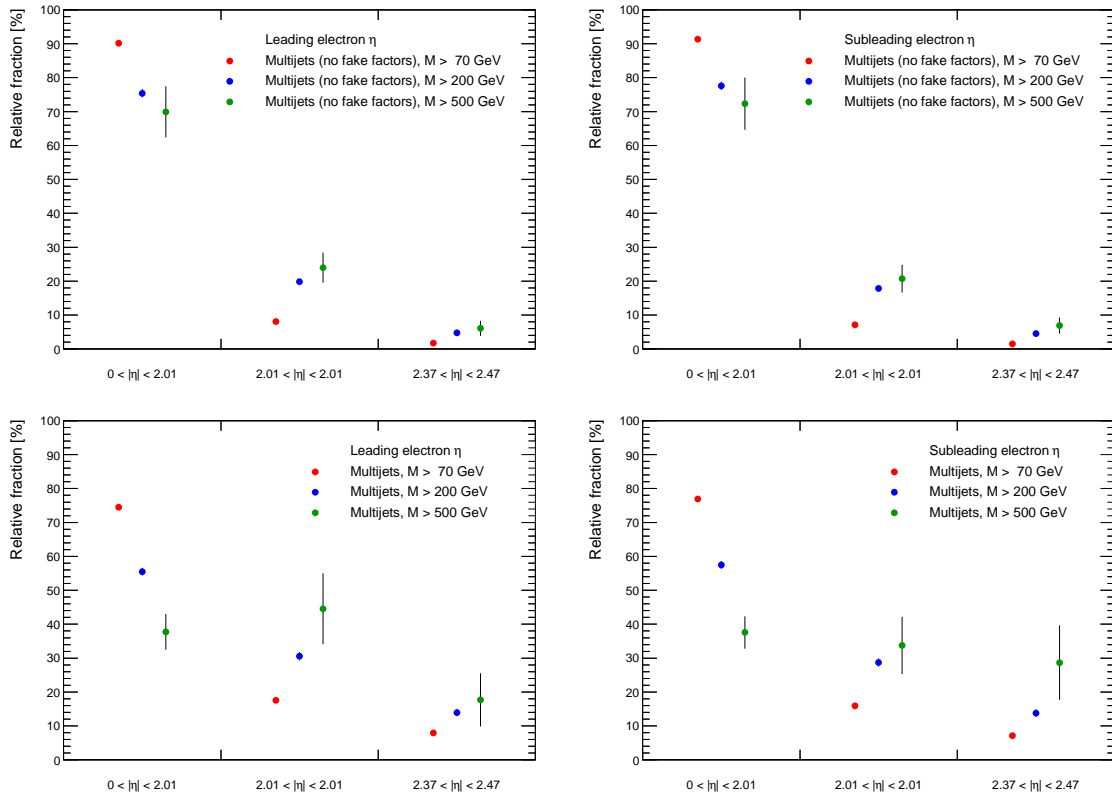 Relative fraction [%]
100
90
80
70
60
50
40
30
20
10
0
Leading electron η
Multijets (no fake factors), M > 70 GeV
Multijets (no fake factors), M > 200 GeV
Multijets (no fake factors), M > 500 GeV
0 < |η| < 2.01
2.01 < |η| < 2.01
2.37 < |η| < 2.47
Relative fraction [%]
100
90
80
70
60
50
40
30
20
10
0
Subleading electron η
Multijets (no fake factors), M > 70 GeV
Multijets (no fake factors), M > 200 GeV
Multijets (no fake factors), M > 500 GeV
0 < |η| < 2.01
2.01 < |η| < 2.01
2.37 < |η| < 2.47
Relative fraction [%]
100
90
80
70
60
50
40
30
20
10
0
Leading electron η
Multijets, M > 70 GeV
Multijets, M > 200 GeV
Multijets, M > 500 GeV
0 < |η| < 2.01
2.01 < |η| < 2.01
2.37 < |η| < 2.47
Relative fraction [%]
100
90
80
70
60
50
40
30
20
10
0
Subleading electron η
Multijets, M > 70 GeV
Multijets, M > 200 GeV
Multijets, M > 500 GeV
0 < |η| < 2.01
2.01 < |η| < 2.01
2.37 < |η| < 2.47